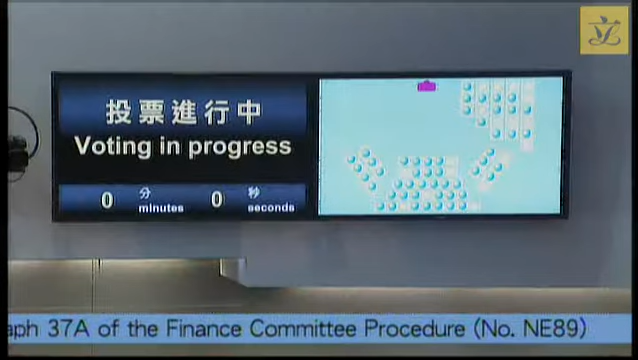 投票進行中
Voting in progress
0 分 minutes 0 秒 seconds
aph 37A of the Finance Committee Procedure (No. NE89)